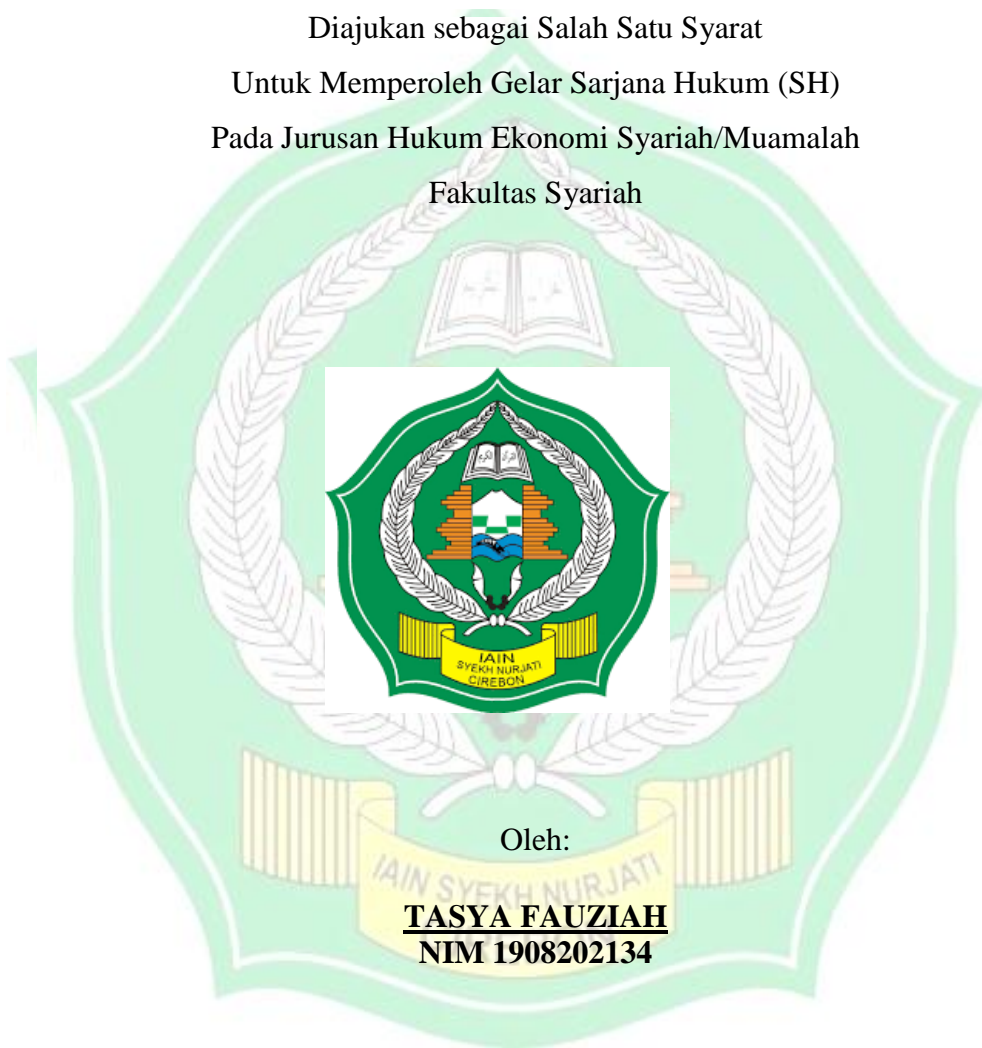 Diajukan sebagai Salah Satu Syarat
Untuk Memperoleh Gelar Sarjana Hukum (SH)
Pada Jurusan Hukum Ekonomi Syariah/Muamalah
Fakultas Syariah
IAIN
SYEKH NURJATI
CIREBON
Oleh:
IAIN SYEKH NURJATI
CIREBON
TASYA FAUZIAH
NIM 1908202134